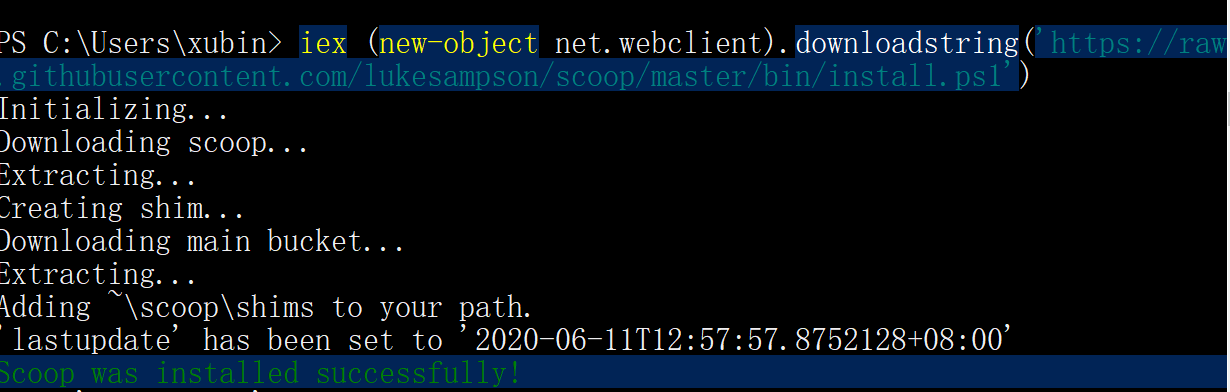 PS C:\Users\xubin> iex (new-object net.webclient).downloadstring('https://raw
.githubusercontent.com/lukesampson/scoop/master/bin/install.ps1')
Initializing...
Downloading scoop...
Extracting...
Creating shim...
Downloading main bucket...
Extracting...
Adding ~\scoop\shims to your path.
'lastupdate' has been set to '2020-06-11T12:57:57.8752128+08:00'
Scoop was installed successfully!